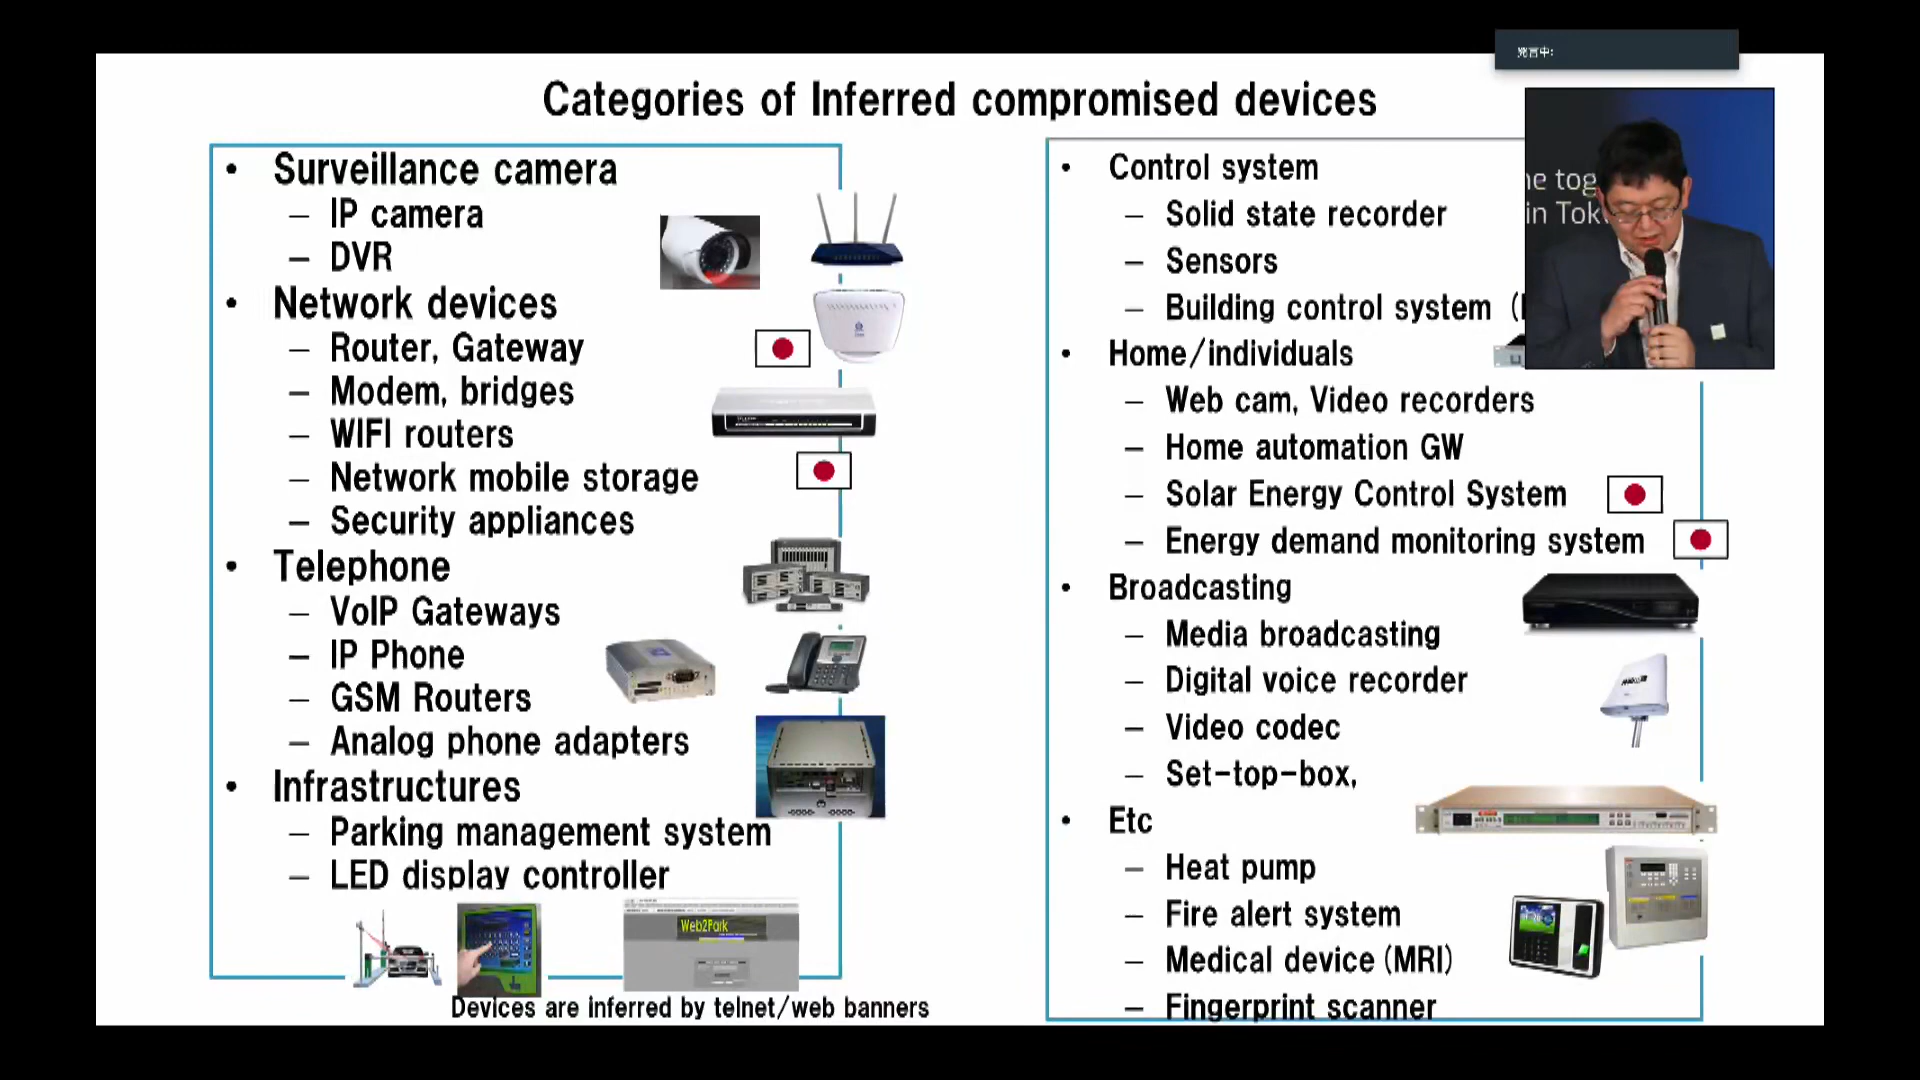 発言中:
Categories of Inferred compromised devices
• Surveillance camera
– IP camera
– DVR
• Network devices
– Router, Gateway
– Modem, bridges
– WIFI routers
– Network mobile storage
– Security appliances
• Telephone
– VoIP Gateways
– IP Phone
– GSM Routers
– Analog phone adapters
• Infrastructures
– Parking management system
– LED display controller
Web2Park
Devices are inferred by telnet/web banners
• Control system
– Solid state recorder
– Sensors
– Building control system (
• Home/individuals
– Web cam, Video recorders
– Home automation GW
– Solar Energy Control System
– Energy demand monitoring system
• Broadcasting
– Media broadcasting
– Digital voice recorder
– Video codec
– Set-top-box,
• Etc
– Heat pump
– Fire alert system
– Medical device (MRI)
– Fingerprint scanner
in